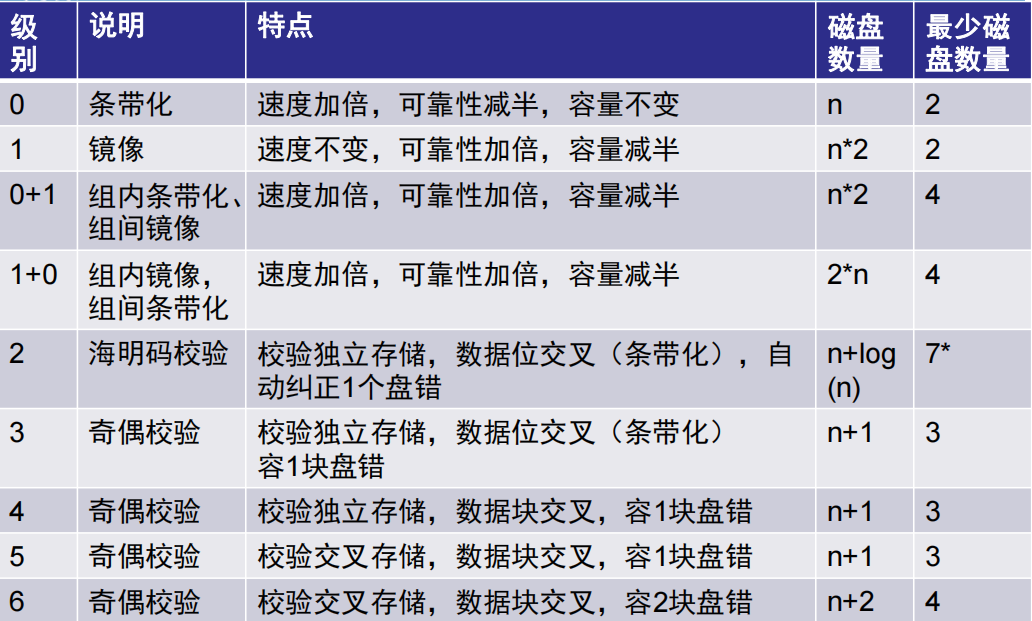 级别 说明 特点 磁盘数量 最少磁盘数量
0 条带化 速度加倍，可靠性减半，容量不变 n 2
1 镜像 速度不变，可靠性加倍，容量减半 n*2 2
0+1 组内条带化、 速度加倍，可靠性加倍，容量减半 n*2 4
组间镜像
1+0 组内镜像， 速度加倍，可靠性加倍，容量减半 2*n 4
组间条带化
2 海明码校验 校验独立存储，数据位交叉（条带化），自 n+log 7*
动纠正1个盘错 (n)
3 奇偶校验 校验独立存储，数据位交叉（条带化） n+1 3
容1块盘错
4 奇偶校验 校验独立存储，数据块交叉，容1块盘错 n+1 3
5 奇偶校验 校验交叉存储，数据块交叉，容1块盘错 n+1 3
6 奇偶校验 校验交叉存储，数据块交叉，容2块盘错 n+2 4